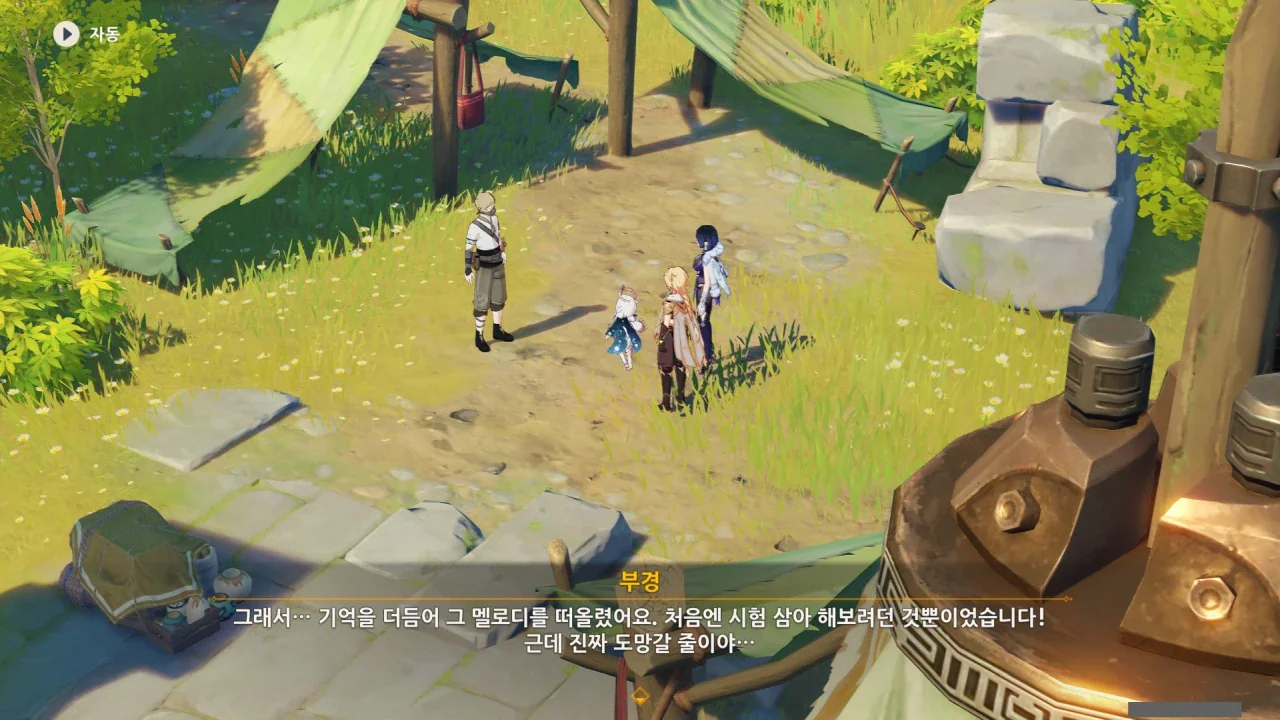 자동
부경
그래서… 기억을 더듬어 그 멜로디를 떠올렸어요. 처음엔 시험 삼아 해보려던 것뿐이었습니다!
근데 진짜 도망갈 줄이야…